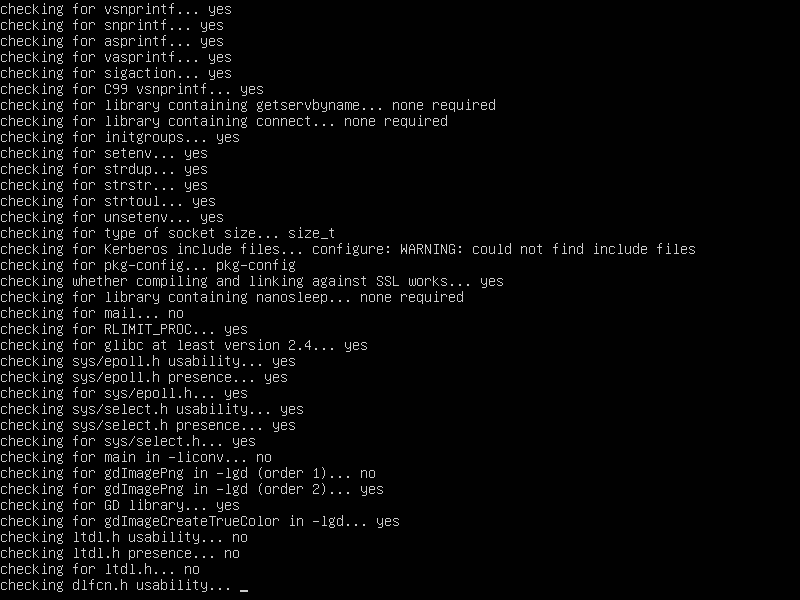 checking for vsnprintf... yes
checking for snprintf... yes
checking for asprintf... yes
checking for vasprintf... yes
checking for sigaction... yes
checking for C99 vsnprintf... yes
checking for library containing getservbyname... none required
checking for library containing connect... none required
checking for initgroups... yes
checking for setenv... yes
checking for strdup... yes
checking for strstr... yes
checking for strtoul... yes
checking for unsetenv... yes
checking for type of socket size... size_t
checking for Kerberos include files... configure: WARNING: could not find include files
checking for pkg-config... pkg-config
checking whether compiling and linking against SSL works... yes
checking for library containing nanosleep... none required
checking for mail... no
checking for RLIMIT_PROC... yes
checking for glibc at least version 2.4... yes
checking sys/epoll.h usability... yes
checking sys/epoll.h presence... yes
checking for sys/epoll.h... yes
checking sys/select.h usability... yes
checking sys/select.h presence... yes
checking for sys/select.h... yes
checking for main in -liconv... no
checking for gdImagePng in -lgd (order 1)... no
checking for gdImagePng in -lgd (order 2)... yes
checking for GD library... yes
checking for gdImageCreateTrueColor in -lgd... yes
checking ltdl.h usability... no
checking ltdl.h presence... no
checking for ltdl.h... no
checking dlfcn.h usability... _